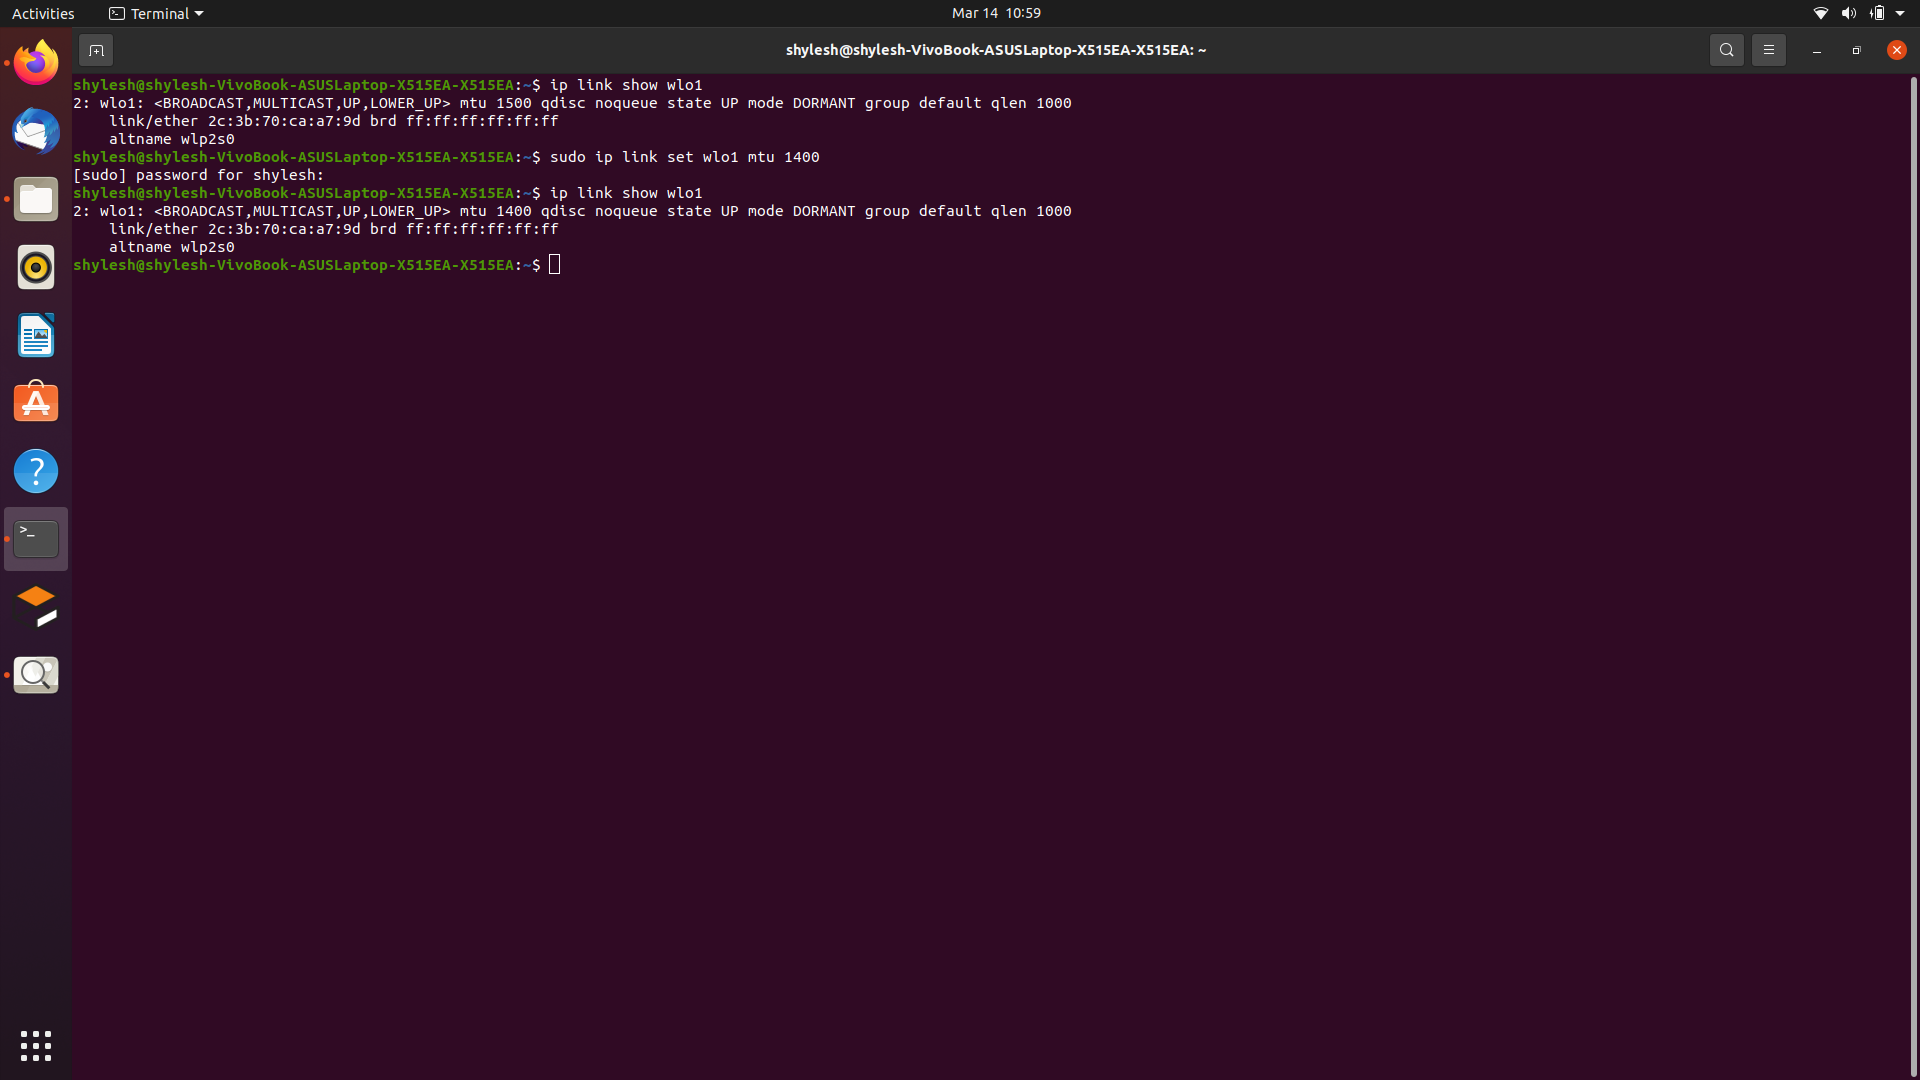 Activities Terminal Mar 14 10:59
shylesh@shylesh-VivoBook-ASUSLaptop-X515EA-X515EA: ~
shylesh@shylesh-VivoBook-ASUSLaptop-X515EA-X515EA:~$ ip link show wlo1
2: wlo1: <BROADCAST,MULTICAST,UP,LOWER_UP> mtu 1500 qdisc noqueue state UP mode DORMANT group default qlen 1000
    link/ether 2c:3b:70:ca:a7:9d brd ff:ff:ff:ff:ff:ff
    altname wlp2s0
shylesh@shylesh-VivoBook-ASUSLaptop-X515EA-X515EA:~$ sudo ip link set wlo1 mtu 1400
[sudo] password for shylesh:
shylesh@shylesh-VivoBook-ASUSLaptop-X515EA-X515EA:~$ ip link show wlo1
2: wlo1: <BROADCAST,MULTICAST,UP,LOWER_UP> mtu 1400 qdisc noqueue state UP mode DORMANT group default qlen 1000
    link/ether 2c:3b:70:ca:a7:9d brd ff:ff:ff:ff:ff:ff
    altname wlp2s0
shylesh@shylesh-VivoBook-ASUSLaptop-X515EA-X515EA:~$